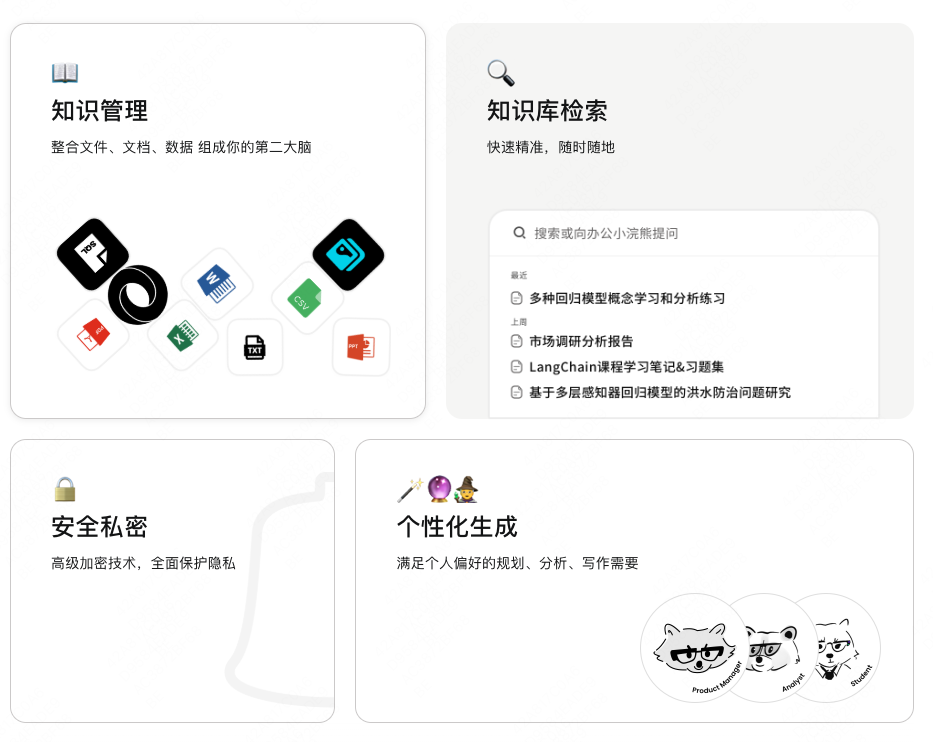 知识管理
整合文件、文档、数据 组成你的第二大脑
SQL
W
CSV
X
TXT
PPT
知识库检索
快速精准，随时随地
搜索或向办公小浣熊提问
最近
多种回归模型概念学习和分析练习
上周
市场调研分析报告
LangChain课程学习笔记&习题集
基于多层感知器回归模型的洪水防治问题研究
安全私密
高级加密技术，全面保护隐私
个性化生成
满足个人偏好的规划、分析、写作需要
Product Manager
Analyst
Student